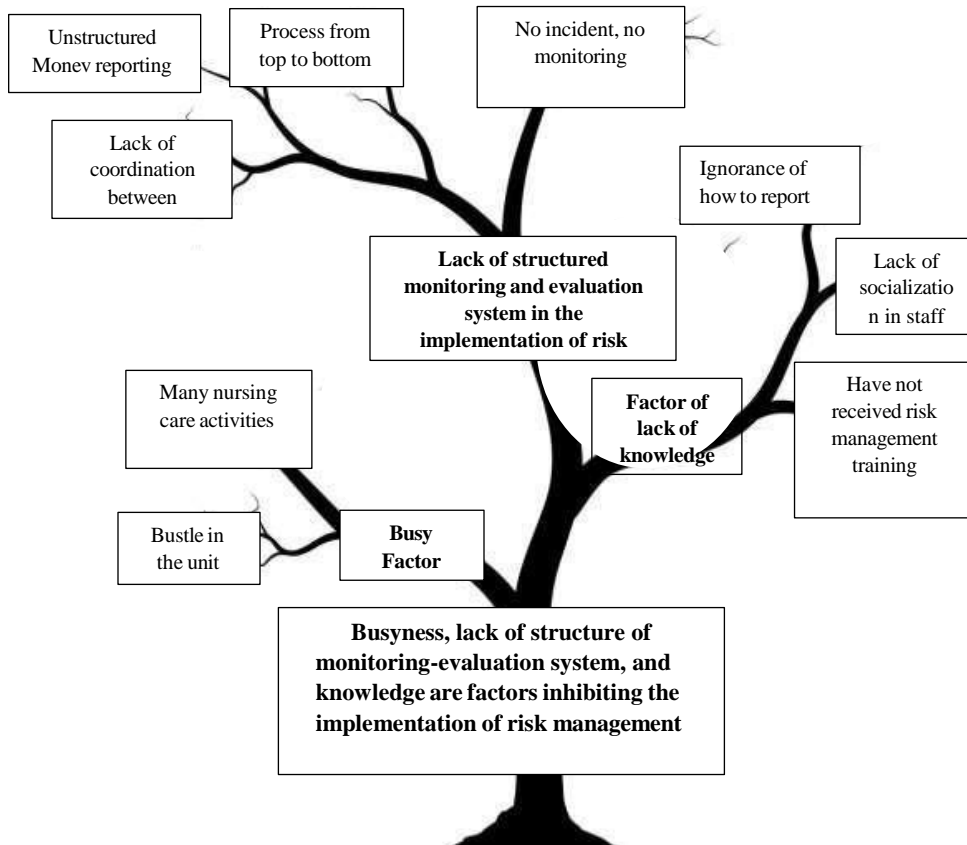 Unstructured
Monev reporting
Process from
top to bottom
No incident, no
monitoring
Lack of
coordination
between
Ignorance of
how to report
Lack of structured
monitoring and evaluation
system in the
implementation of risk
Lack of
socializatio
n in staff
Many nursing
care activities
Factor of
lack of
knowledge
Have not
received risk
management
training
Bustle in
the unit
Busy
Factor
Busyness, lack of structure of
monitoring-evaluation system, and
knowledge are factors inhibiting the
implementation of risk management